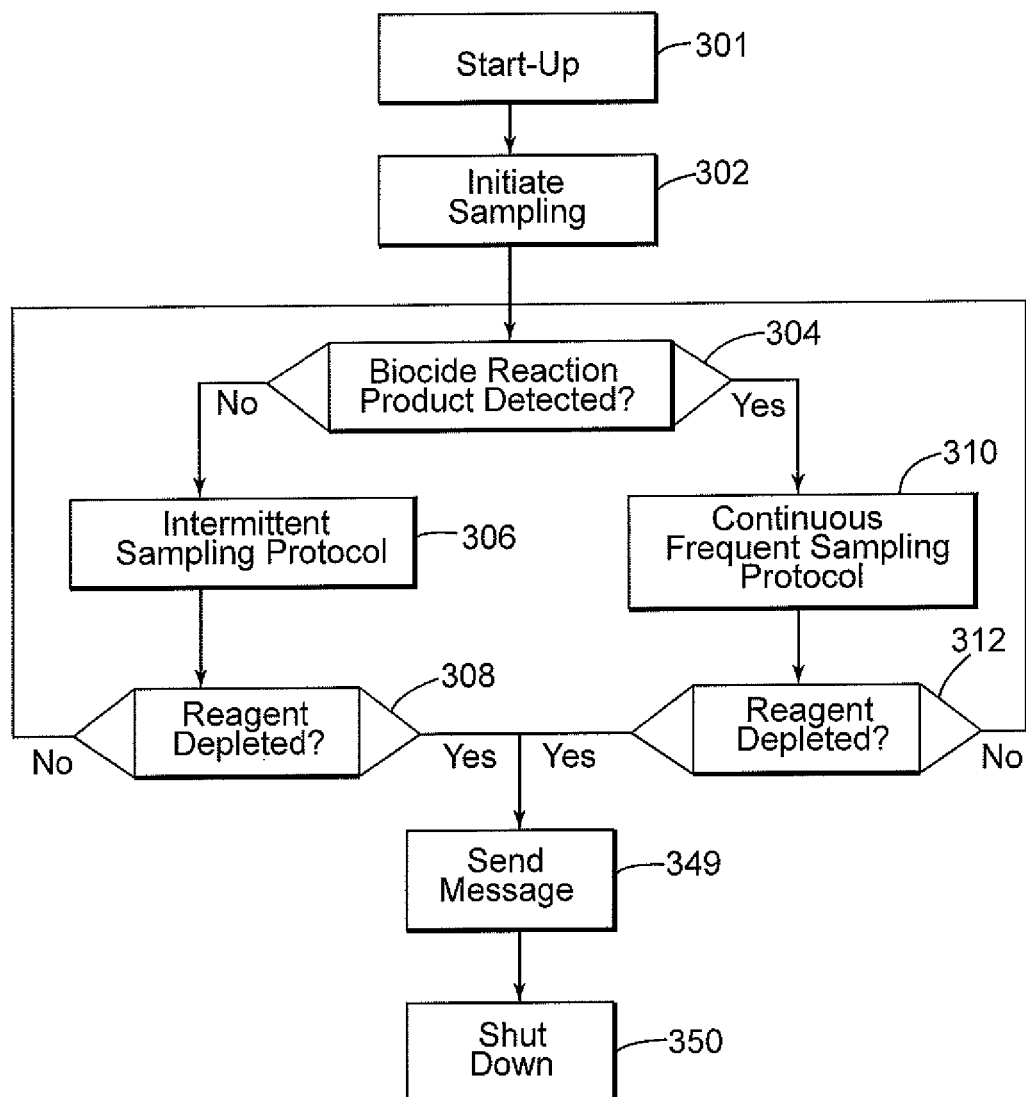 Start-Up
301
Initiate
Sampling
302
Biocide Reaction
Product Detected?
304
No
Yes
Intermittent
Sampling Protocol
306
Continuous
Frequent Sampling
Protocol
310
Reagent
Depleted?
308
Reagent
Depleted?
312
No
Yes
Yes
No
Send
Message
349
Shut
Down
350